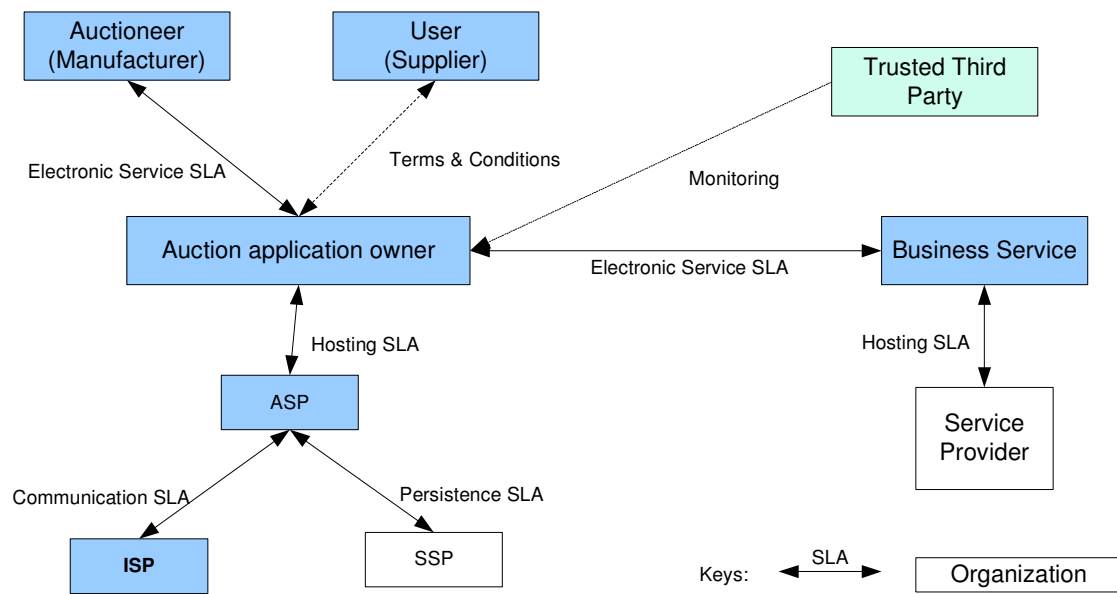 Auctioneer
(Manufacturer)
User
(Supplier)
Trusted Third
Party
Electronic Service SLA
Terms & Conditions
Monitoring
Auction application owner
Electronic Service SLA
Business Service
Hosting SLA
Hosting SLA
ASP
Service
Provider
Communication SLA
Persistence SLA
ISP
SSP
Keys:
SLA
Organization